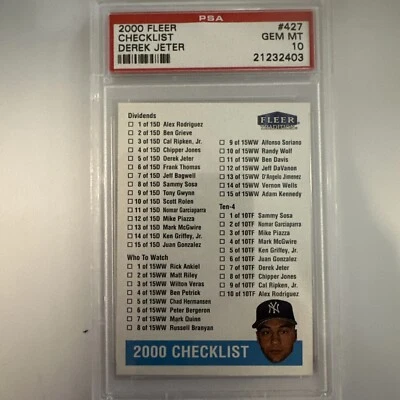 PSA
2000 FLEER #427
CHECKLIST GEM MT
DEREK JETER 10
21232403
FLEER
TRADITION
Dividends
1 of 15D Alex Rodriguez
2 of 15D Ben Grieve
3 of 15D Cal Ripken, Jr.
4 of 15D Chipper Jones
5 of 15D Derek Jeter
6 of 15D Frank Thomas
7 of 15D Jeff Bagwell
8 of 15D Sammy Sosa
9 of 15D Tony Gwynn
10 of 15D Scott Rolen
11 of 15D Nomar Garciaparra
12 of 15D Mike Piazza
13 of 15D Mark McGwire
14 of 15D Ken Griffey, Jr.
15 of 15D Juan Gonzalez
Who To Watch
1 of 15WW Rick Ankiel
2 of 15WW Matt Riley
3 of 15WW Wilton Veras
4 of 15WW Ben Petrick
5 of 15WW Chad Hermansen
6 of 15WW Peter Bergeron
7 of 15WW Mark Quinn
8 of 15WW Russell Branyan
9 of 15WW Alfonso Soriano
10 of 15WW Randy Wolf
11 of 15WW Ben Davis
12 of 15WW Jeff DaVanon
13 of 15WW D'Angelo Jimenez
14 of 15WW Vernon Wells
15 of 15WW Adam Kennedy
Ten-4
1 of 10TF Sammy Sosa
2 of 10TF Nomar Garciaparra
3 of 10TF Mike Piazza
4 of 10TF Mark McGwire
5 of 10TF Ken Griffey, Jr.
6 of 10TF Juan Gonzalez
7 of 10TF Derek Jeter
8 of 10TF Chipper Jones
9 of 10TF Cal Ripken, Jr.
10 of 10TF Alex Rodriguez
2000 CHECKLIST